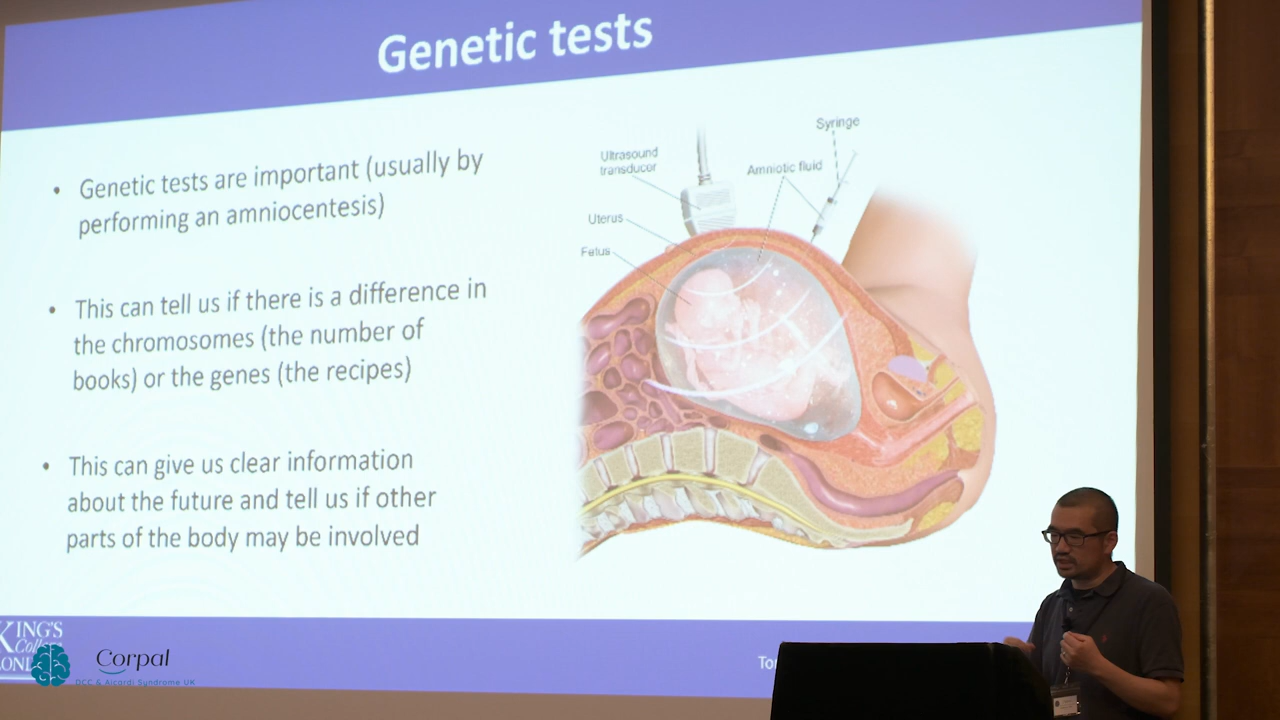 Genetic tests
• Genetic tests are important (usually by
performing an amniocentesis)
• This can tell us if there is a difference in
the chromosomes (the number of
books) or the genes (the recipes)
• This can give us clear information
about the future and tell us if other
parts of the body may be involved
Syringe
Ultrasound
transducer
Amniotic fluid
Uterus
Fetus
KING'S
College
LONDON
Corpal
DCC & Aicardi Syndrome UK